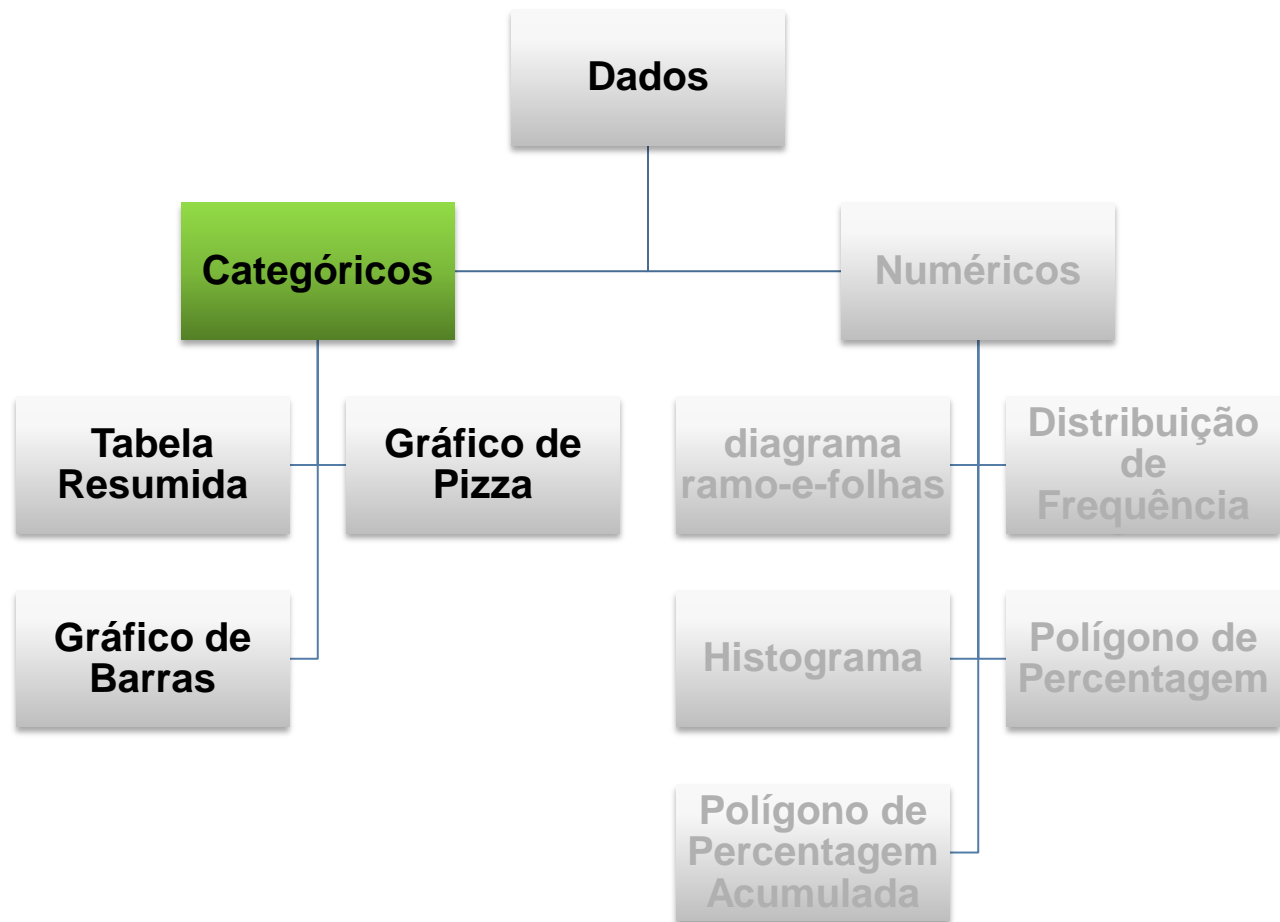 Dados
Categóricos
Numéricos
Tabela
Resumida
Gráfico de
Pizza
diagrama
ramo-e-folhas
Distribuição
de
Frequência
Gráfico de
Barras
Histograma
Polígono de
Percentagem
Polígono de
Percentagem
Acumulada